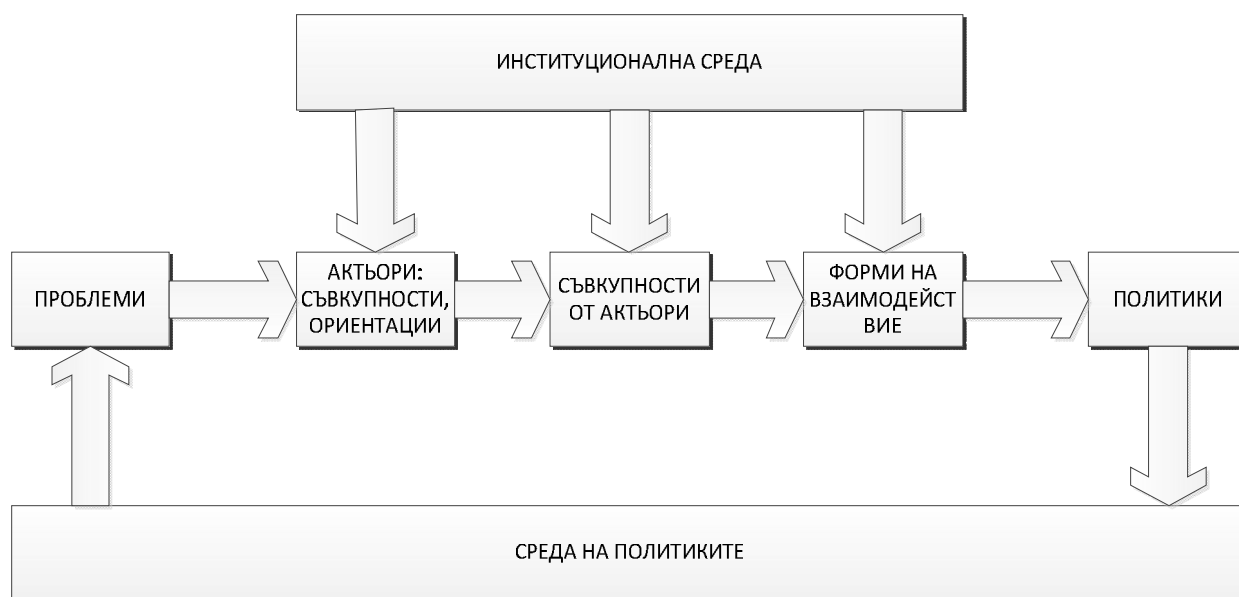 ИНСТИТУЦИОНАЛНА СРЕДА
ПРОБЛЕМИ
АКТЬОРИ:
СЪВКУПНОСТИ,
ОРИЕНТАЦИИ
СЪВКУПНОСТИ
ОТ АКТЬОРИ
ФОРМИ НА
ВЗАИМОДЕЙСТ
ВИЕ
ПОЛИТИКИ
СРЕДА НА ПОЛИТИКИТЕ